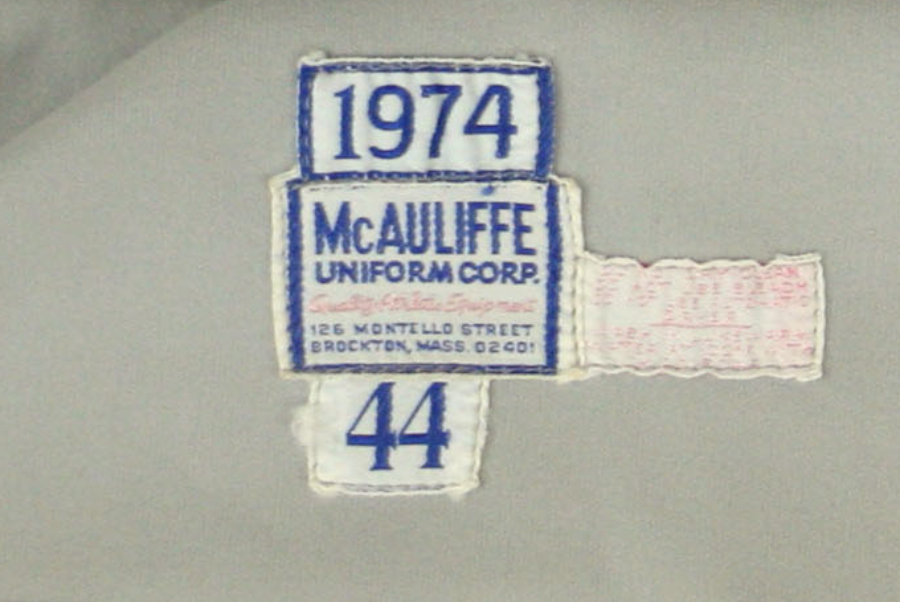 1974
McAULIFFE
UNIFORM CORP.
Quality Athletic Equipment
126 MONTELLO STREET
BROCKTON, MASS. 02401
44